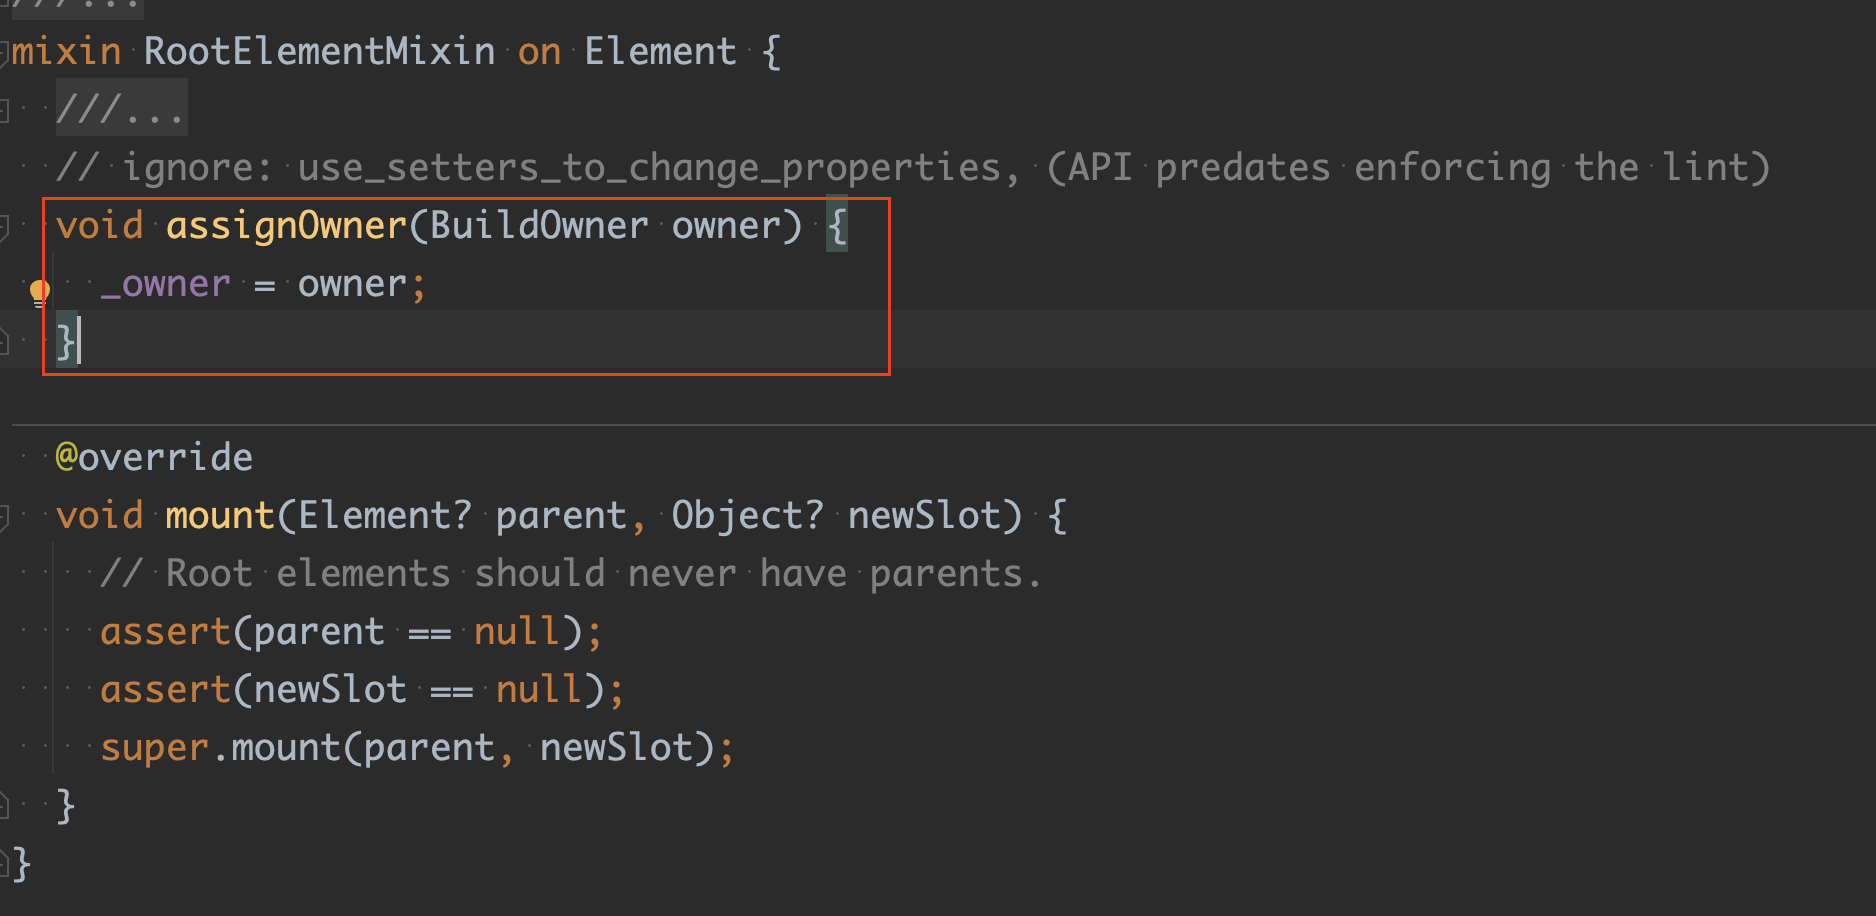 ///...
mixin RootElementMixin on Element {
///...
// ignore: use_setters_to_change_properties, (API predates enforcing the lint)
void assignOwner(BuildOwner owner) {
_owner = owner;
}
@override
void mount(Element? parent, Object? newSlot) {
// Root elements should never have parents.
assert(parent == null);
assert(newSlot == null);
super.mount(parent, newSlot);
}
}